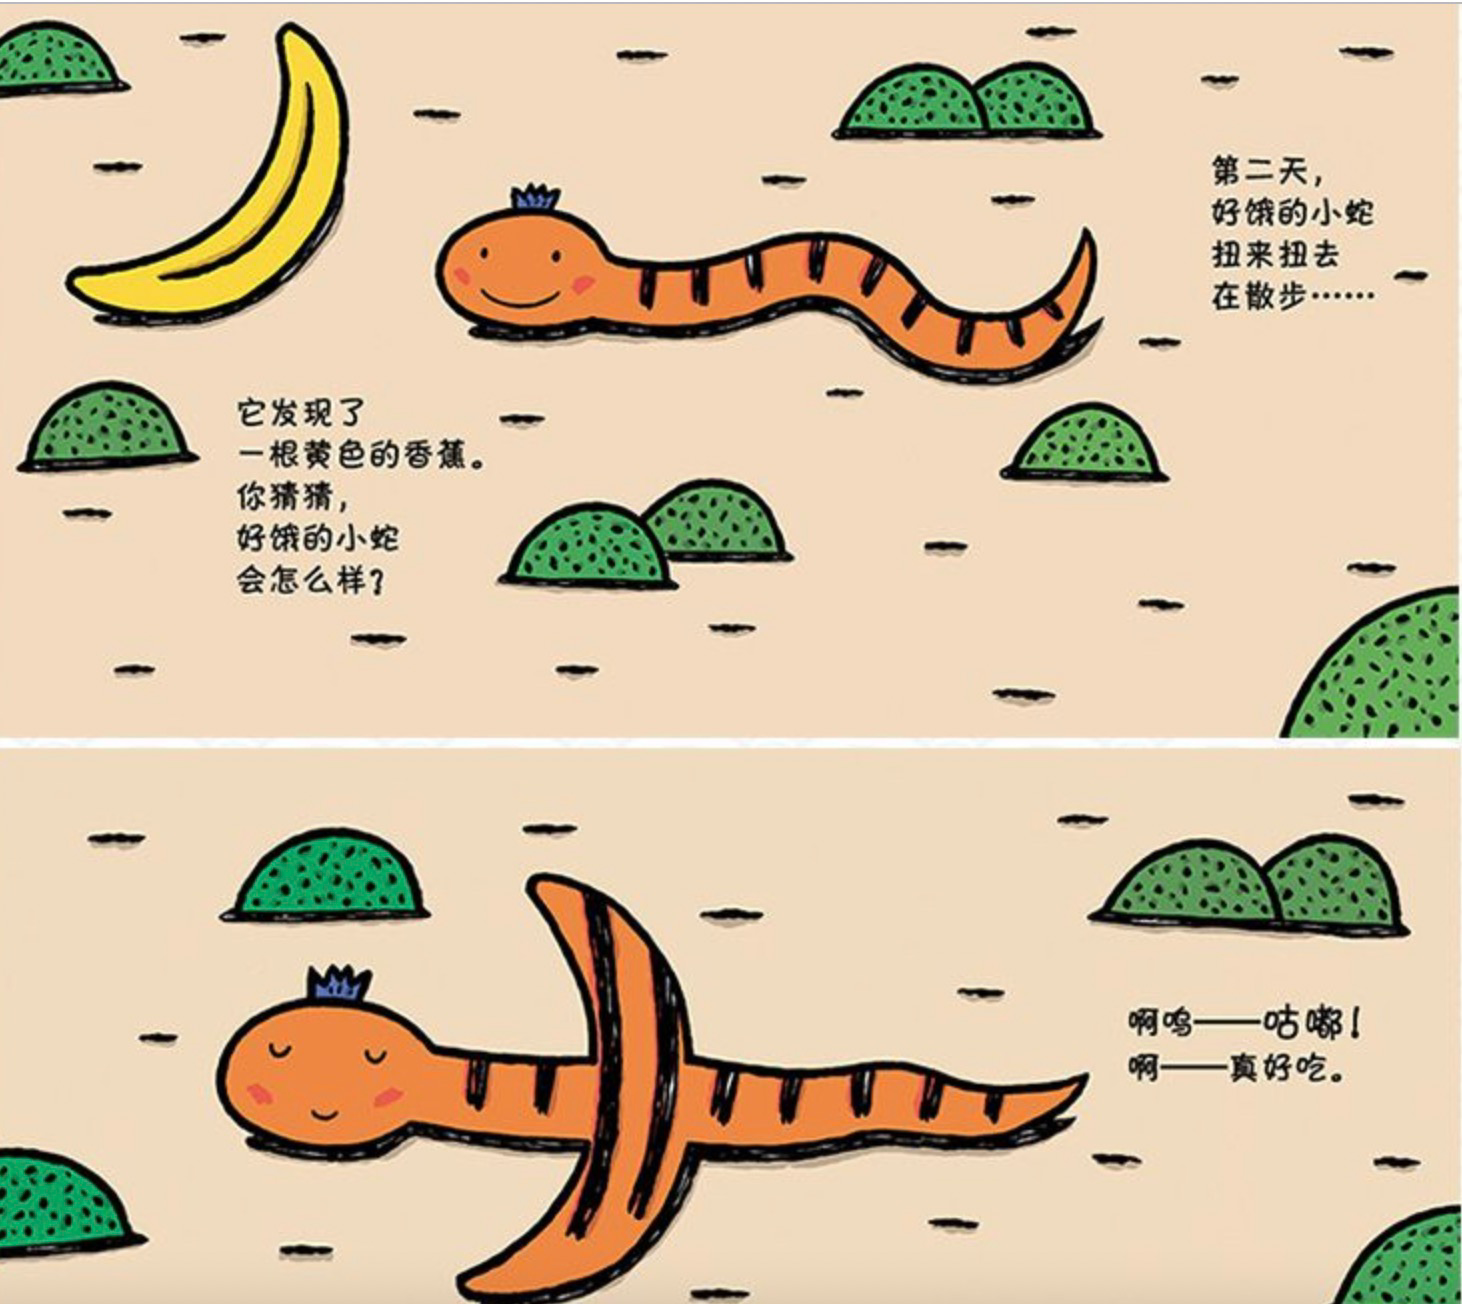 第二天，
好饿的小蛇
扭来扭去
在散步……
它发现了
一根黄色的香蕉。
你猜猜，
好饿的小蛇
会怎么样？
啊呜——咕嘟！
啊——真好吃。